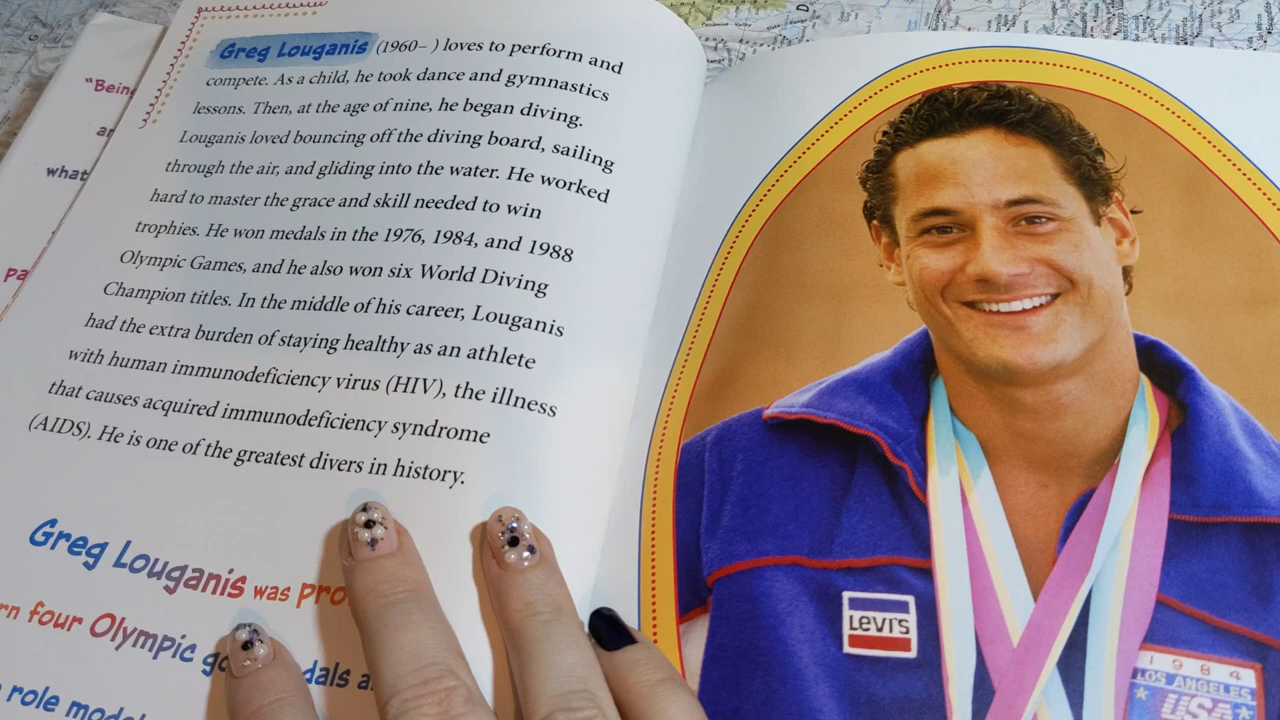 "Being
what
pa
Greg Louganis (1960– ) loves to perform and
compete. As a child, he took dance and gymnastics
lessons. Then, at the age of nine, he began diving.
Louganis loved bouncing off the diving board, sailing
through the air, and gliding into the water. He worked
hard to master the grace and skill needed to win
trophies. He won medals in the 1976, 1984, and 1988
Olympic Games, and he also won six World Diving
Champion titles. In the middle of his career, Louganis
had the extra burden of staying healthy as an athlete
with human immunodeficiency virus (HIV), the illness
that causes acquired immunodeficiency syndrome
(AIDS). He is one of the greatest divers in history.
Greg Louganis was pro
rn four Olympic go dals a
role mode
LEVI'S
1984
LOS ANGELES
USA